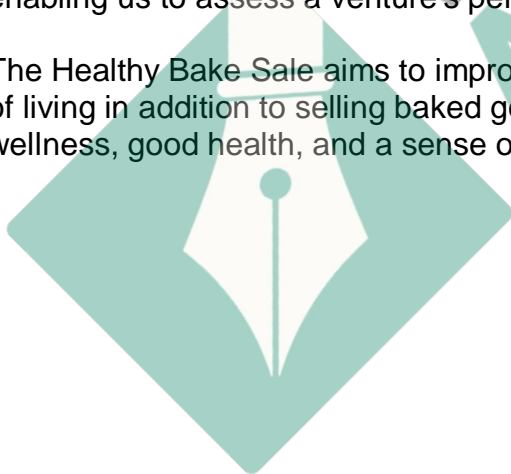 enabling us to assess a venture's per
The Healthy Bake Sale aims to impro
of living in addition to selling baked g
wellness, good health, and a sense o